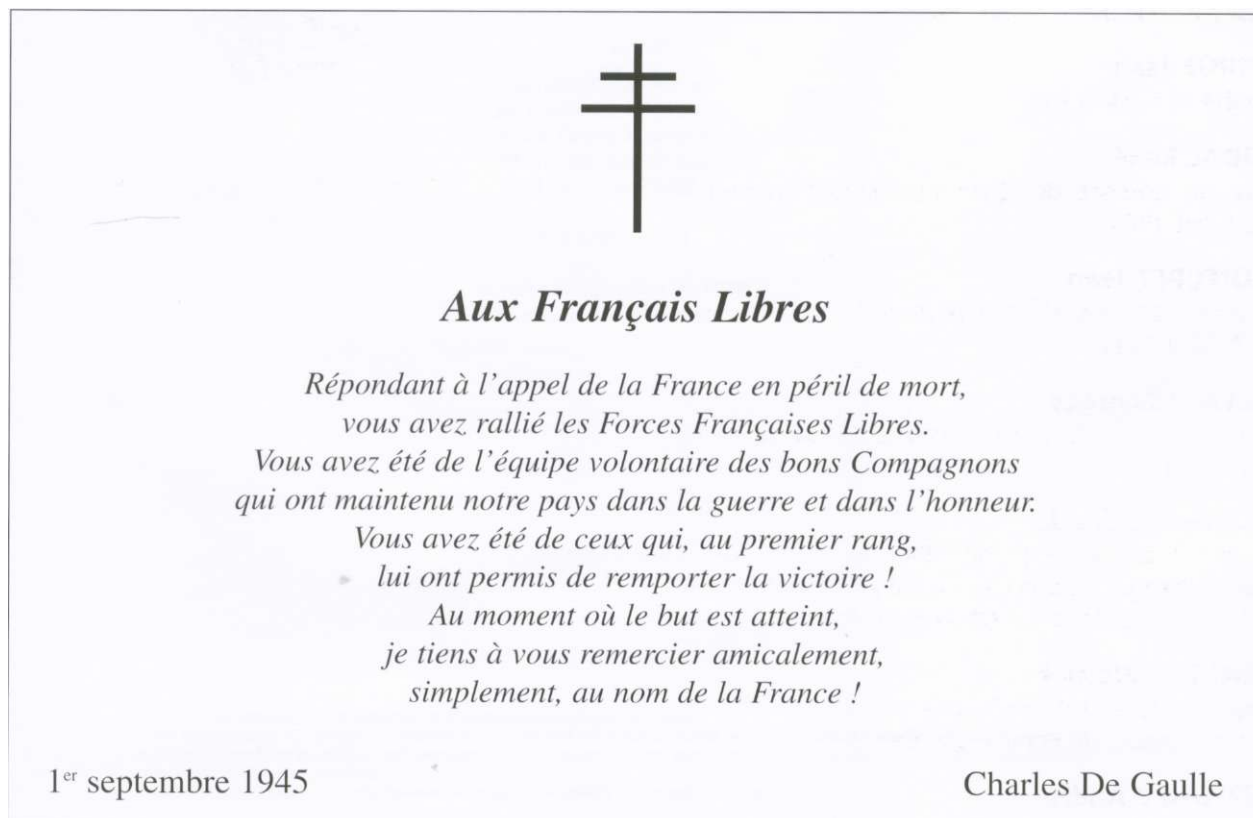 Aux Français Libres
Répondant à l’appel de la France en péril de mort,
vous avez rallié les Forces Françaises Libres.
Vous avez été de l’équipe volontaire des bons Compagnons
qui ont maintenu notre pays dans la guerre et dans l’honneur.
Vous avez été de ceux qui, au premier rang,
lui ont permis de remporter la victoire !
Au moment où le but est atteint,
je tiens à vous remercier amicalement,
simplement, au nom de la France !
1er septembre 1945
Charles De Gaulle